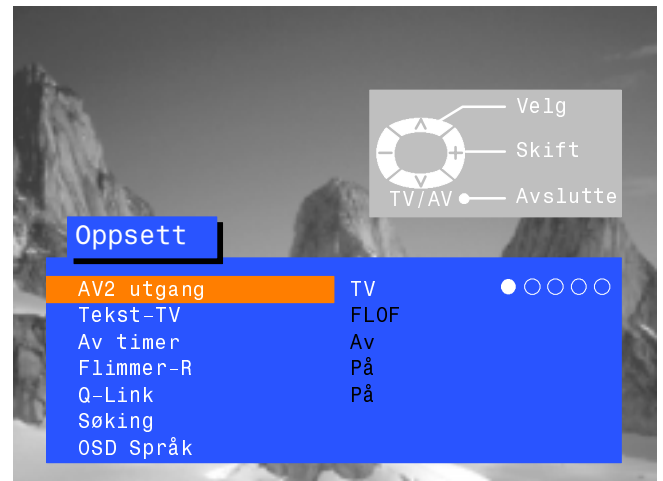 Velg
Skift
TV/AV Avslutte
Oppsett
AV2 utgang TV
Tekst–TV FLOF
Av timer Av
Flimmer–R På
Q–Link På
Søking
OSD Språk